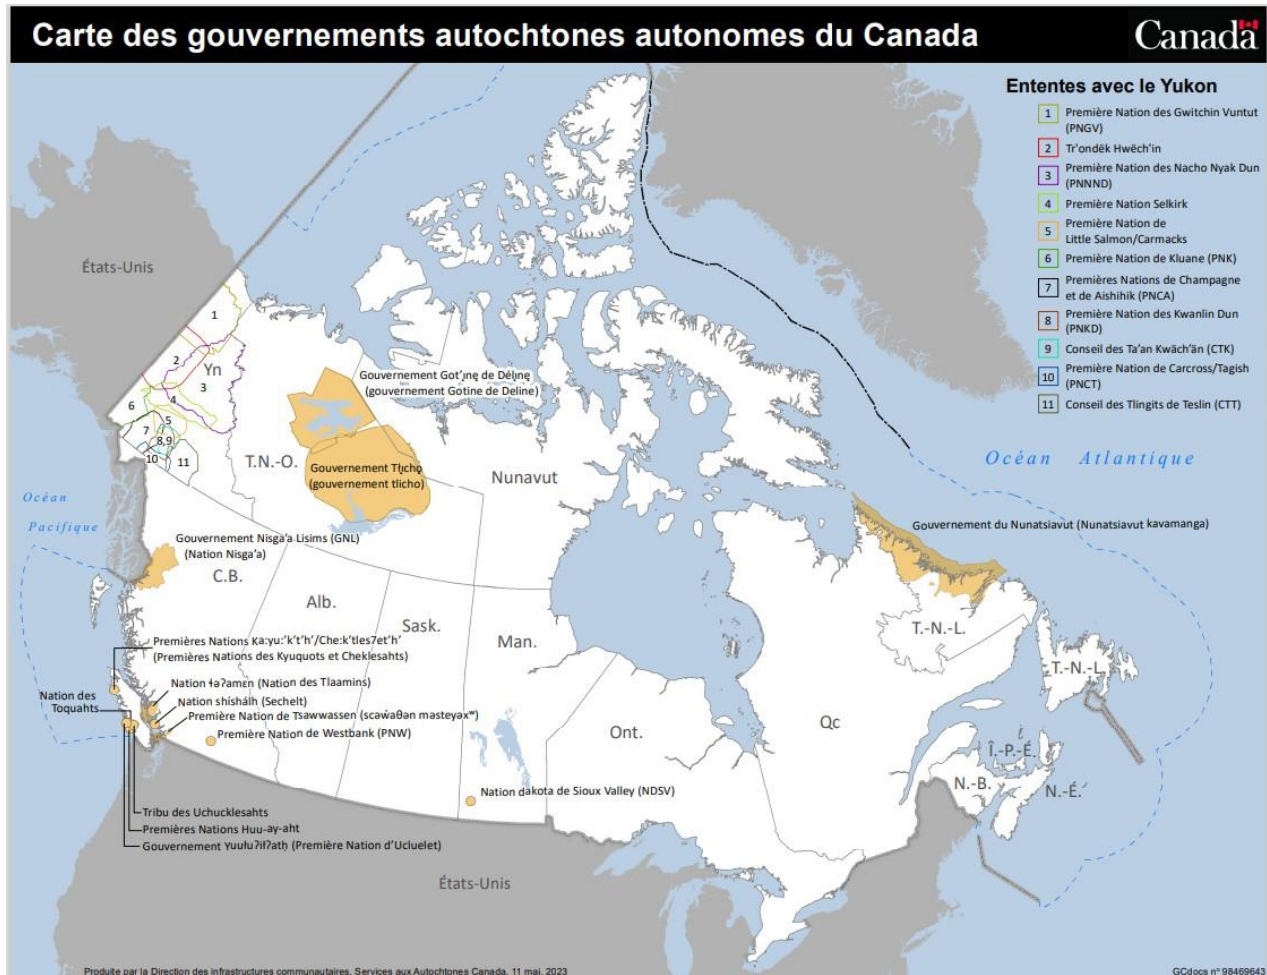 Carte des gouvernements autochtones autonomes du Canada
Canada
Ententes avec le Yukon
1 Première Nation des Gwitchin Vuntut
(PNGV)
2 Tr'ondëk Hwëch'in
3 Première Nation des Nacho Nyak Dun
(PNNND)
4 Première Nation Selkirk
5 Première Nation de
Little Salmon/Carmacks
6 Première Nation de Kluane (PNK)
7 Premières Nations de Champagne
et de Aishihik (PNCA)
8 Première Nation des Kwanlin Dun
(PNKD)
9 Conseil des Ta'an Kwäch'än (CTK)
10 Première Nation de Carcross/Tagish
(PNCT)
11 Conseil des Tlingits de Teslin (CTT)
États-Unis
1
2
Yn
3
4
6
5
7
8,9
10
11
Gouvernement Got'ı̨nę de Délı̨nę
(gouvernement Gotine de Deline)
T.N.-O.
Gouvernement Tłı̨chǫ
(gouvernement tlicho)
Nunavut
Océan Atlantique
Océan
Pacifique
Gouvernement du Nunatsiavut (Nunatsiavut kavamanga)
Gouvernement Nisga'a Lisims (GNL)
(Nation Nisga'a)
C.B.
Alb.
Sask.
Man.
T.-N.-L.
T.-N.-L.
Premières Nations Ka:yu:'k't'h'/Che:k'tles7et'h'
(Premières Nations des Kyuquots et Cheklesahts)
Nation ɬaʔamɛn (Nation des Tlaamins)
Nation des
Toquahts
Nation shíshálh (Sechelt)
Première Nation de Tsawwassen (sc̓əwaθən məsteyəxʷ)
Première Nation de Westbank (PNW)
Ont.
Qc
Î.-P.-É.
N.-B.
N.-É.
Nation dakota de Sioux Valley (NDSV)
Tribu des Uchucklesahts
Premières Nations Huu-ay-aht
Gouvernement Yuułuʔiłʔatḥ (Première Nation d'Ucluelet)
États-Unis
Produite par la Direction des infrastructures communautaires, Services aux Autochtones Canada, 11 mai, 2023
GCdocs n° 98469643